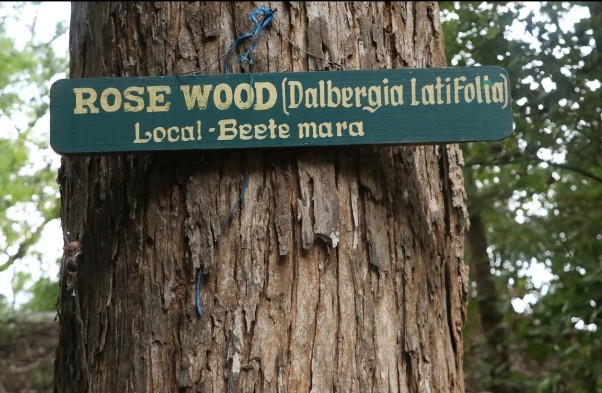 ROSE WOOD (Dalbergia Latifolia)
Local - Beete mara